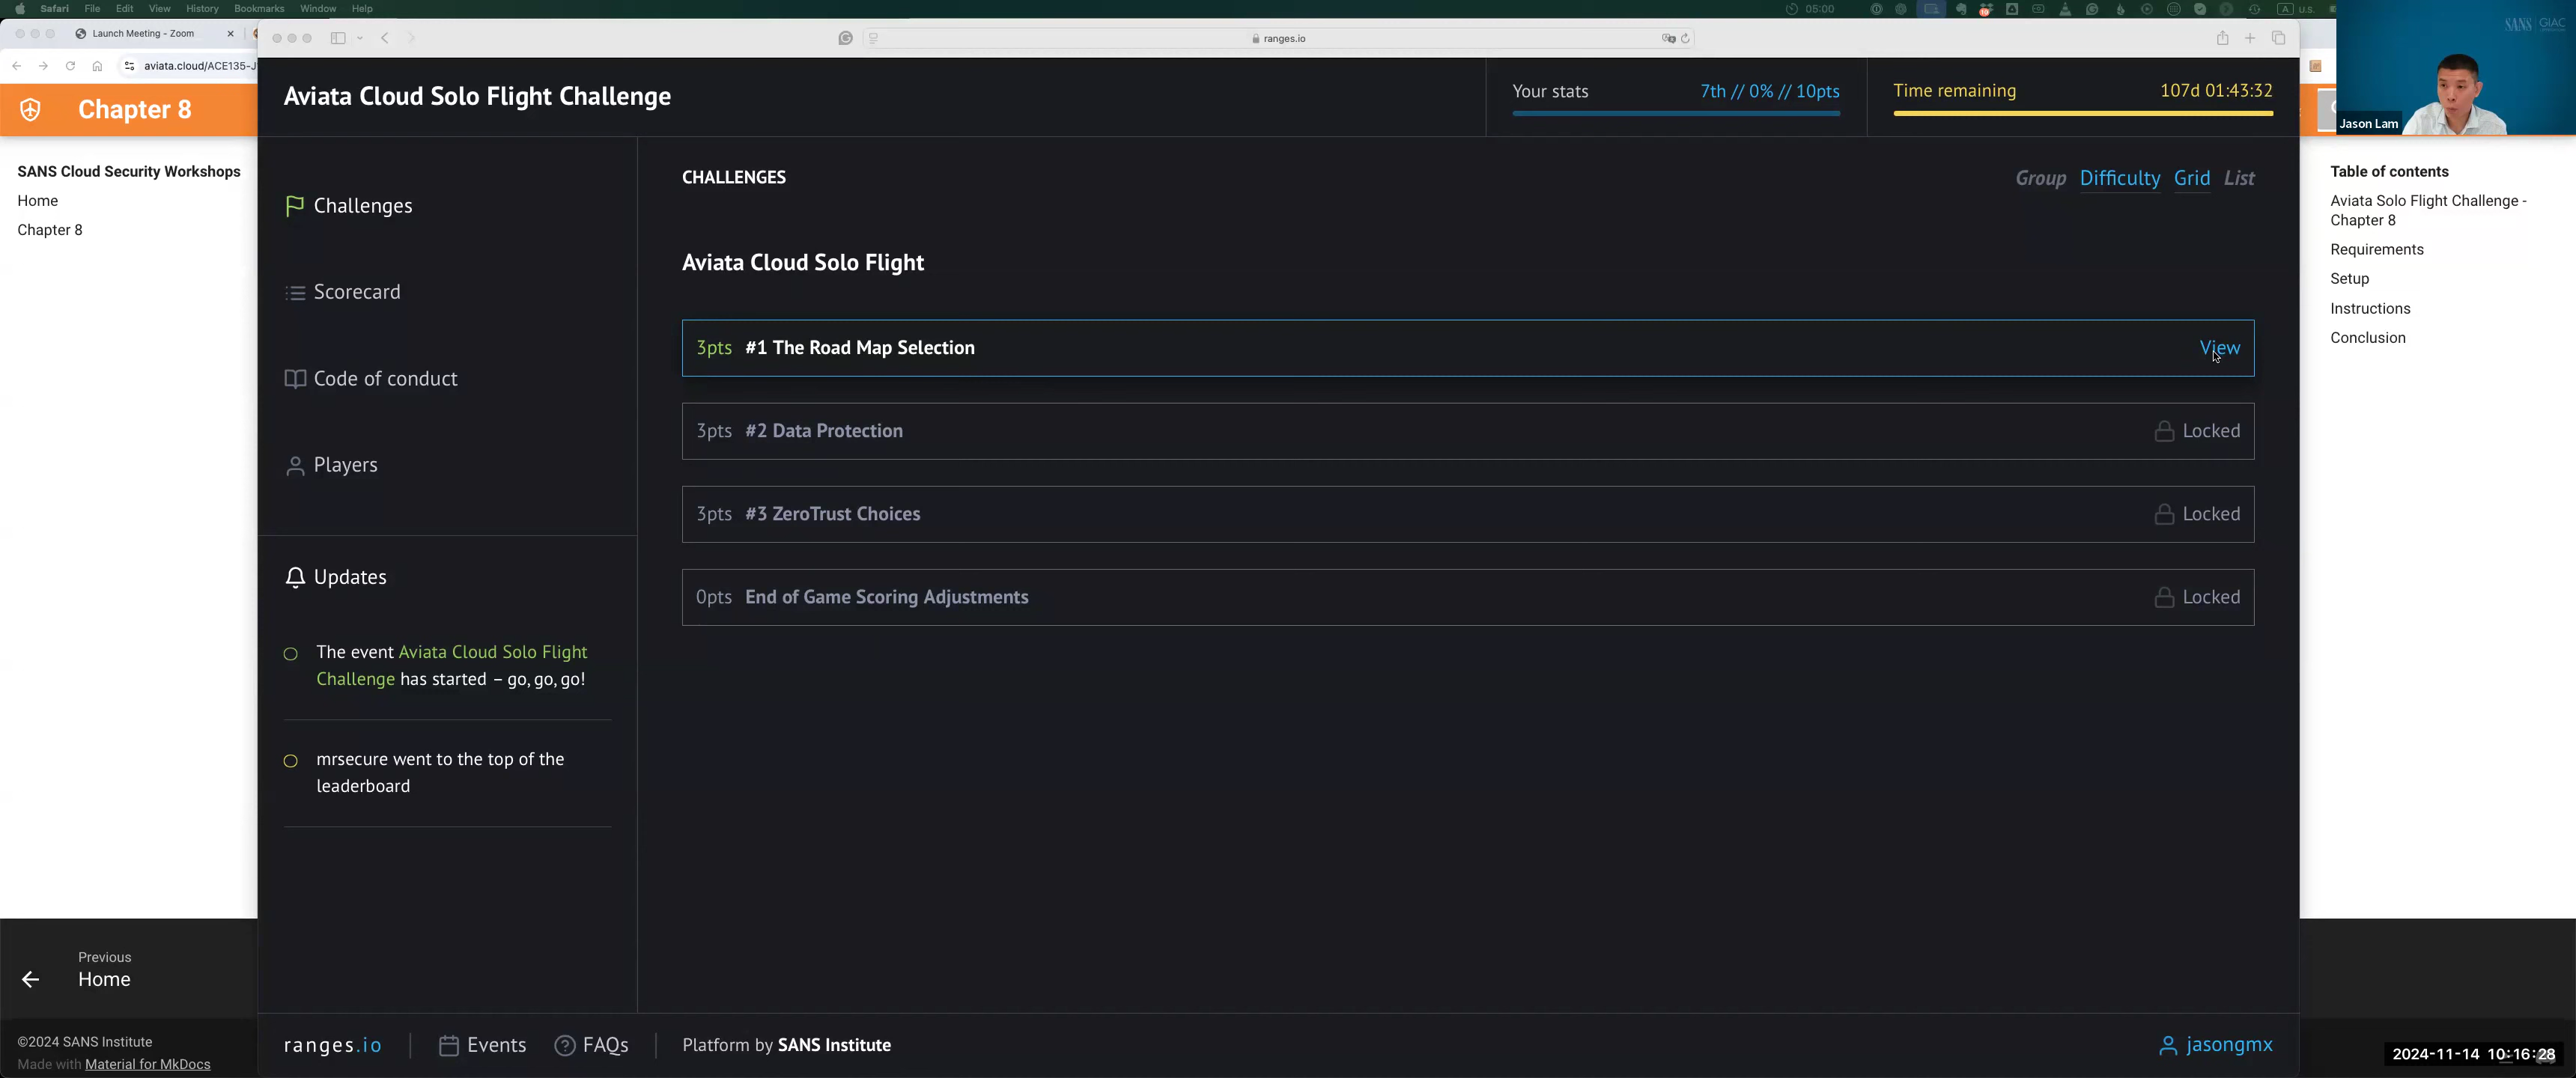 Safari File Edit View History Bookmarks Window Help
05:00
U.S.
Launch Meeting - Zoom
aviata.cloud/ACE135-J
ranges.io
SANS GIAC
Jason Lam
Chapter 8
SANS Cloud Security Workshops
Home
Chapter 8
Aviata Cloud Solo Flight Challenge
Your stats 7th // 0% // 10pts
Time remaining 107d 01:43:32
Challenges
Scorecard
Code of conduct
Players
Updates
The event Aviata Cloud Solo Flight
Challenge has started – go, go, go!
mrsecure went to the top of the
leaderboard
CHALLENGES
Group Difficulty Grid List
Aviata Cloud Solo Flight
3pts #1 The Road Map Selection View
3pts #2 Data Protection Locked
3pts #3 ZeroTrust Choices Locked
0pts End of Game Scoring Adjustments Locked
Table of contents
Aviata Solo Flight Challenge -
Chapter 8
Requirements
Setup
Instructions
Conclusion
Previous
Home
©2024 SANS Institute
Made with Material for MkDocs
ranges.io Events FAQs Platform by SANS Institute
jasongmx
2024-11-14 10:16:28